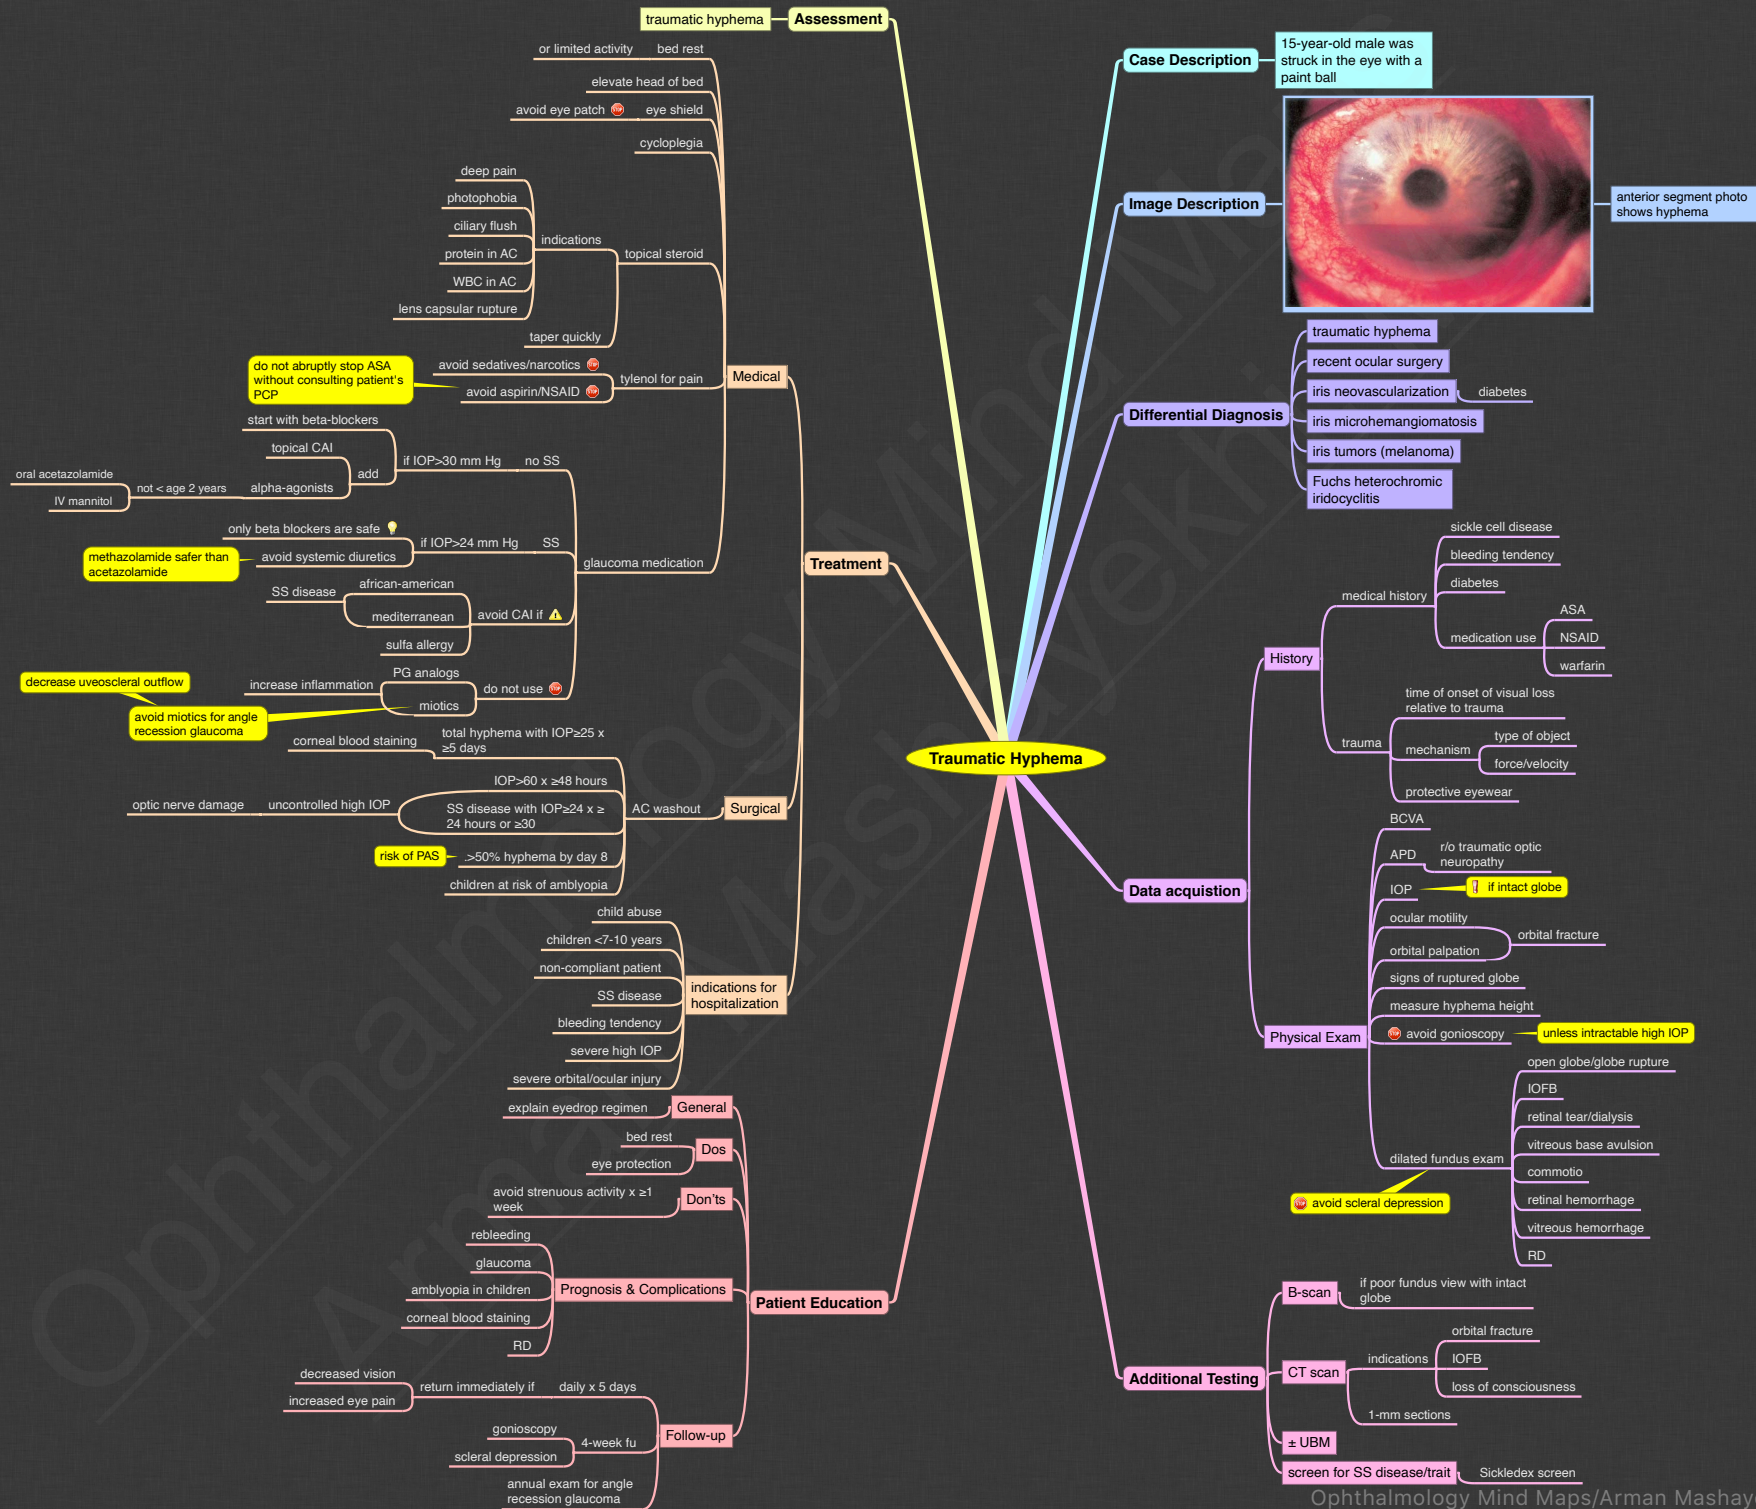 Traumatic Hyphema
Case Description
15-year-old male was
struck in the eye with a
paint ball
Image Description
anterior segment photo
shows hyphema
Differential Diagnosis
traumatic hyphema
recent ocular surgery
iris neovascularization
diabetes
iris microhemangiomatosis
iris tumors (melanoma)
Fuchs heterochromic
iridocyclitis
Data acquistion
History
medical history
sickle cell disease
bleeding tendency
diabetes
medication use
ASA
NSAID
warfarin
trauma
time of onset of visual loss
relative to trauma
mechanism
type of object
force/velocity
protective eyewear
Physical Exam
BCVA
APD
r/o traumatic optic
neuropathy
IOP
if intact globe
ocular motility
orbital palpation
orbital fracture
signs of ruptured globe
measure hyphema height
STOP avoid gonioscopy
unless intractable high IOP
dilated fundus exam
STOP avoid scleral depression
open globe/globe rupture
IOFB
retinal tear/dialysis
vitreous base avulsion
commotio
retinal hemorrhage
vitreous hemorrhage
RD
Additional Testing
B-scan
if poor fundus view with intact
globe
CT scan
indications
orbital fracture
IOFB
loss of consciousness
1-mm sections
± UBM
screen for SS disease/trait
Sickledex screen
Assessment
traumatic hyphema
Treatment
Medical
bed rest
or limited activity
elevate head of bed
eye shield
avoid eye patch STOP
cycloplegia
topical steroid
indications
deep pain
photophobia
ciliary flush
protein in AC
WBC in AC
lens capsular rupture
taper quickly
tylenol for pain
avoid sedatives/narcotics STOP
avoid aspirin/NSAID STOP
do not abruptly stop ASA
without consulting patient's
PCP
glaucoma medication
no SS
if IOP>30 mm Hg
start with beta-blockers
add
topical CAI
alpha-agonists
not < age 2 years
oral acetazolamide
IV mannitol
SS
if IOP>24 mm Hg
only beta blockers are safe
avoid systemic diuretics
methazolamide safer than
acetazolamide
avoid CAI if
african-american
mediterranean
SS disease
sulfa allergy
do not use STOP
PG analogs
miotics
increase inflammation
decrease uveoscleral outflow
avoid miotics for angle
recession glaucoma
Surgical
AC washout
total hyphema with IOP≥25 x
≥5 days
corneal blood staining
IOP>60 x ≥48 hours
SS disease with IOP≥24 x ≥
24 hours or ≥30
uncontrolled high IOP
optic nerve damage
.>50% hyphema by day 8
risk of PAS
children at risk of amblyopia
indications for
hospitalization
child abuse
children <7-10 years
non-compliant patient
SS disease
bleeding tendency
severe high IOP
severe orbital/ocular injury
Patient Education
General
explain eyedrop regimen
Dos
bed rest
eye protection
Don'ts
avoid strenuous activity x ≥1
week
Prognosis & Complications
rebleeding
glaucoma
amblyopia in children
corneal blood staining
RD
Follow-up
daily x 5 days
return immediately if
decreased vision
increased eye pain
4-week fu
gonioscopy
scleral depression
annual exam for angle
recession glaucoma
Ophthalmology Mind Maps/Arman Mashay